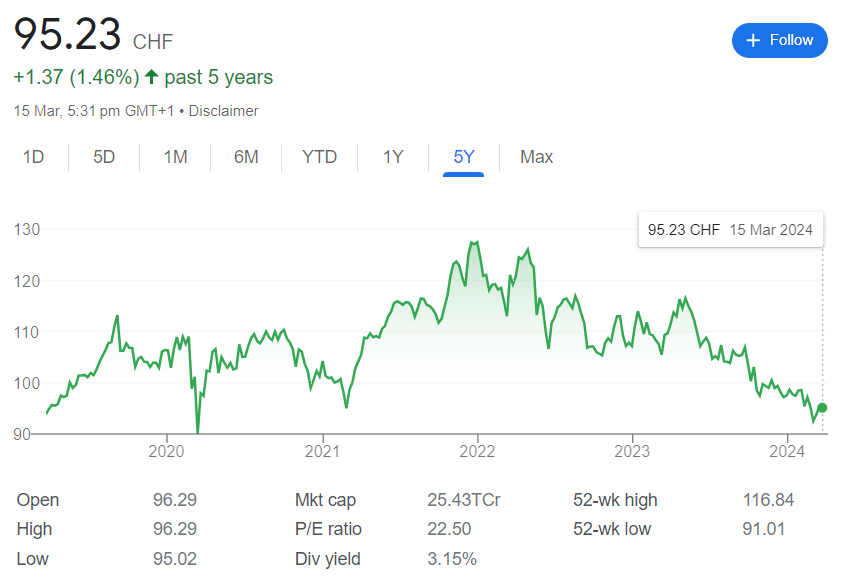 95.23 CHF
+ Follow
+1.37 (1.46%) ↑ past 5 years
15 Mar, 5:31 pm GMT+1 • Disclaimer
1D 5D 1M 6M YTD 1Y 5Y Max
95.23 CHF 15 Mar 2024
130
120
110
100
90
2020 2021 2022 2023 2024
Open 96.29 Mkt cap 25.43TCr 52-wk high 116.84
High 96.29 P/E ratio 22.50 52-wk low 91.01
Low 95.02 Div yield 3.15%